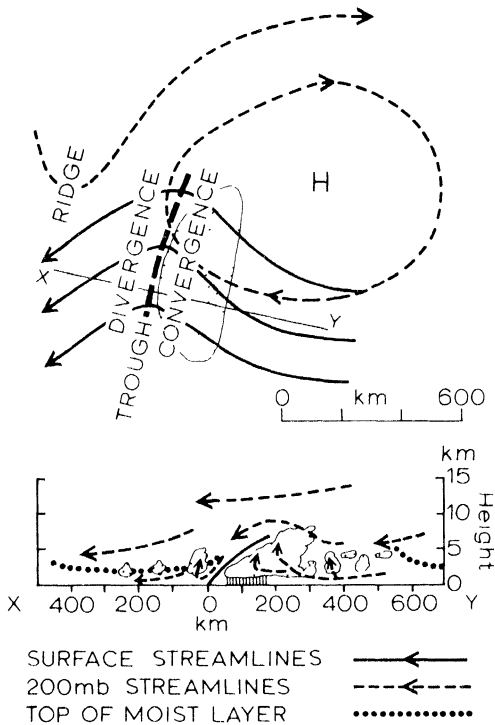 H
RIDGE
DIVERGENCE
CONVERGENCE
TROUGH
X
Y
0 km 600
km
15
10
5
0
Height
400 200 0 200 400 600
X km Y
SURFACE STREAMLINES
200mb STREAMLINES
TOP OF MOIST LAYER